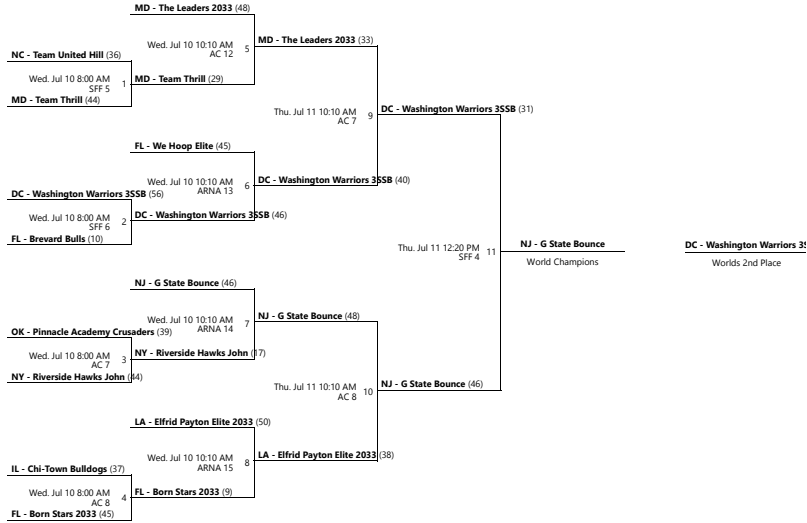 MD - The Leaders 2033 (48)
Wed. Jul 10 10:10 AM
AC 12
5
MD - The Leaders 2033 (33)
NC - Team United Hill (36)
Wed. Jul 10 8:00 AM
SFF 5
1
MD - Team Thrill (29)
MD - Team Thrill (44)
Thu. Jul 11 10:10 AM
AC 7
9
DC - Washington Warriors 3SSB (31)
FL - We Hoop Elite (45)
Wed. Jul 10 10:10 AM
ARNA 13
6
DC - Washington Warriors 3SSB (40)
DC - Washington Warriors 3SSB (56)
Wed. Jul 10 8:00 AM
SFF 6
2
DC - Washington Warriors 3SSB (46)
FL - Brevard Bulls (10)
Thu. Jul 11 12:20 PM
SFF 4
11
NJ - G State Bounce
World Champions
DC - Washington Warriors 3S
Worlds 2nd Place
NJ - G State Bounce (46)
Wed. Jul 10 10:10 AM
ARNA 14
7
NJ - G State Bounce (48)
OK - Pinnacle Academy Crusaders (39)
Wed. Jul 10 8:00 AM
AC 7
3
NY - Riverside Hawks John (17)
NY - Riverside Hawks John (44)
Thu. Jul 11 10:10 AM
AC 8
10
NJ - G State Bounce (46)
LA - Elfrid Payton Elite 2033 (50)
Wed. Jul 10 10:10 AM
ARNA 15
8
LA - Elfrid Payton Elite 2033 (38)
IL - Chi-Town Bulldogs (37)
Wed. Jul 10 8:00 AM
AC 8
4
FL - Born Stars 2033 (9)
FL - Born Stars 2033 (45)